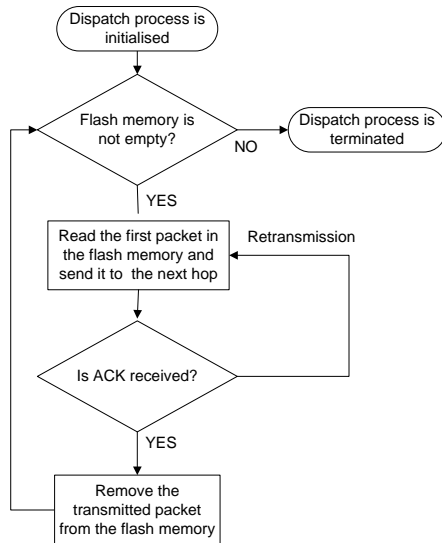 Dispatch process is
initialised
Flash memory is
not empty?
NO
Dispatch process is
terminated
YES
Read the first packet in
the flash memory and
send it to the next hop
Retransmission
Is ACK received?
YES
Remove the
transmitted packet
from the flash memory